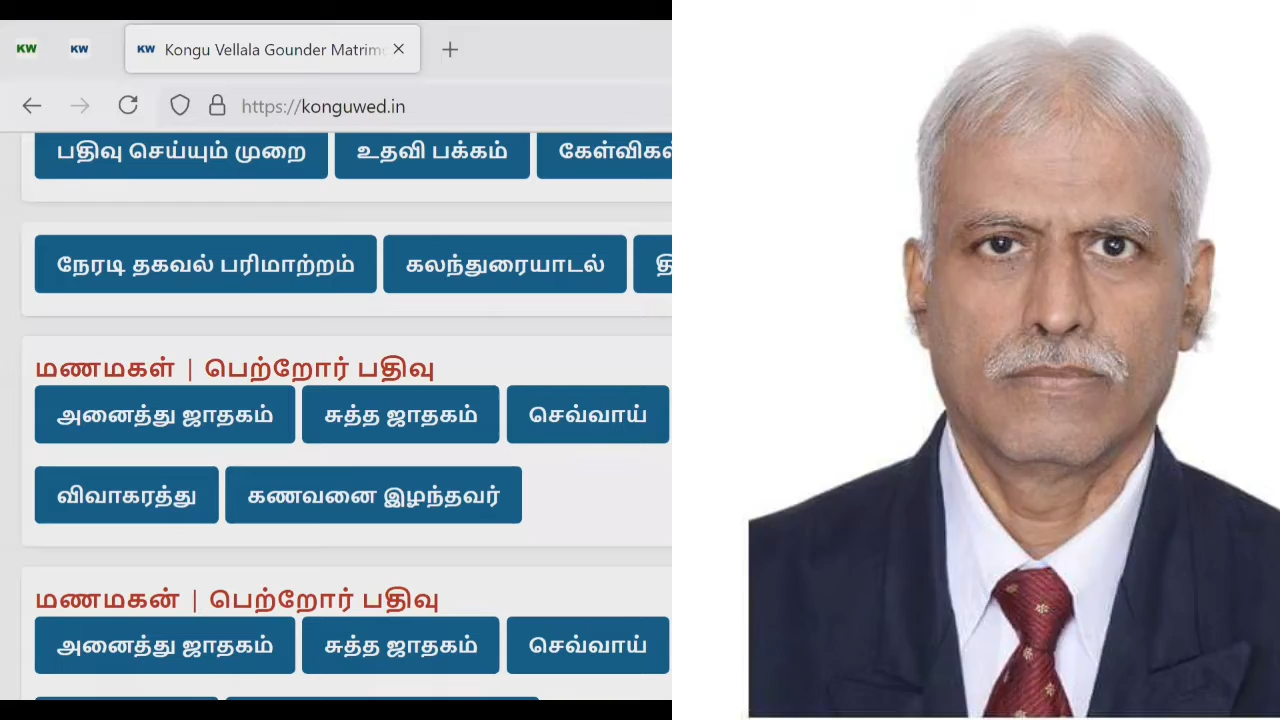 KW KW KW Kongu Vellala Gounder Matrim
https://konguwed.in
பதிவு செய்யும் முறை உதவி பக்கம்
நேரடி தகவல் பரிமாற்றம் கலந்துரையாடல்
மணமகள் | பெற்றோர் பதிவு
அனைத்து ஜாதகம் சுத்த ஜாதகம் செவ்வாய்
விவாகரத்து கணவனை இழந்தவர்
மணமகன் | பெற்றோர் பதிவு
அனைத்து ஜாதகம் சுத்த ஜாதகம் செவ்வாய்